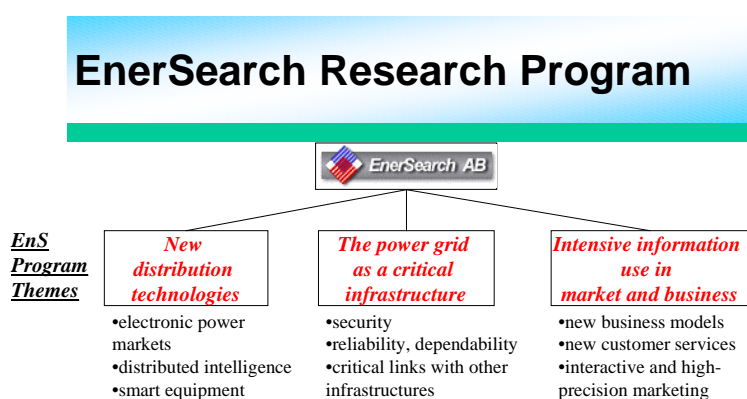 EnerSearch Research Program
EnerSearch AB
EnS
Program
Themes
New
distribution
technologies
•electronic power
markets
•distributed intelligence
•smart equipment
The power grid
as a critical
infrastructure
•security
•reliability, dependability
•critical links with other
infrastructures
Intensive information
use in
market and business
•new business models
•new customer services
•interactive and high-
precision marketing